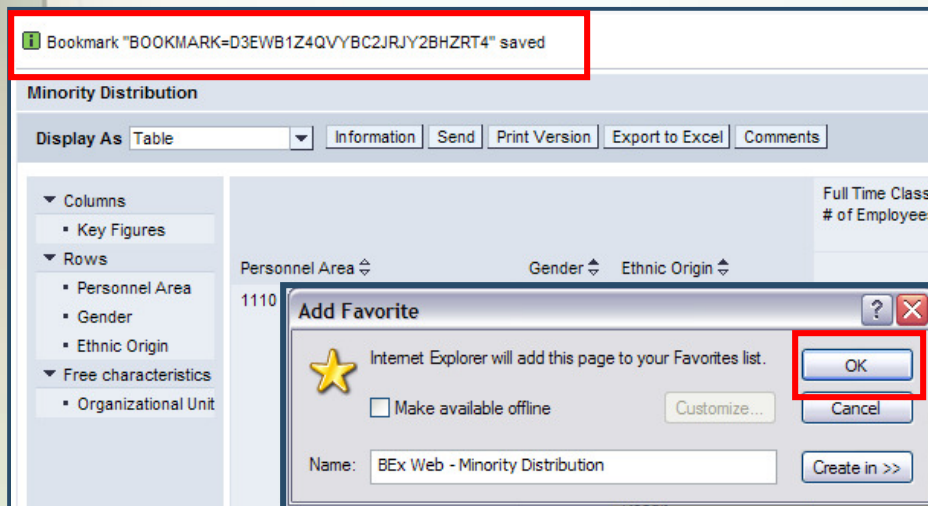 Bookmark "BOOKMARK=D3EWB1Z4QVYBC2JRJY2BHZRT4" saved
Minority Distribution
Display As Table Information Send Print Version Export to Excel Comments
Columns
Key Figures
Rows
Personnel Area
Gender
Ethnic Origin
Free characteristics
Organizational Unit
Full Time Class
# of Employees
Personnel Area Gender Ethnic Origin
1110
Add Favorite
?
Internet Explorer will add this page to your Favorites list.
OK
Make available offline Customize... Cancel
Name: BEx Web - Minority Distribution Create in >>